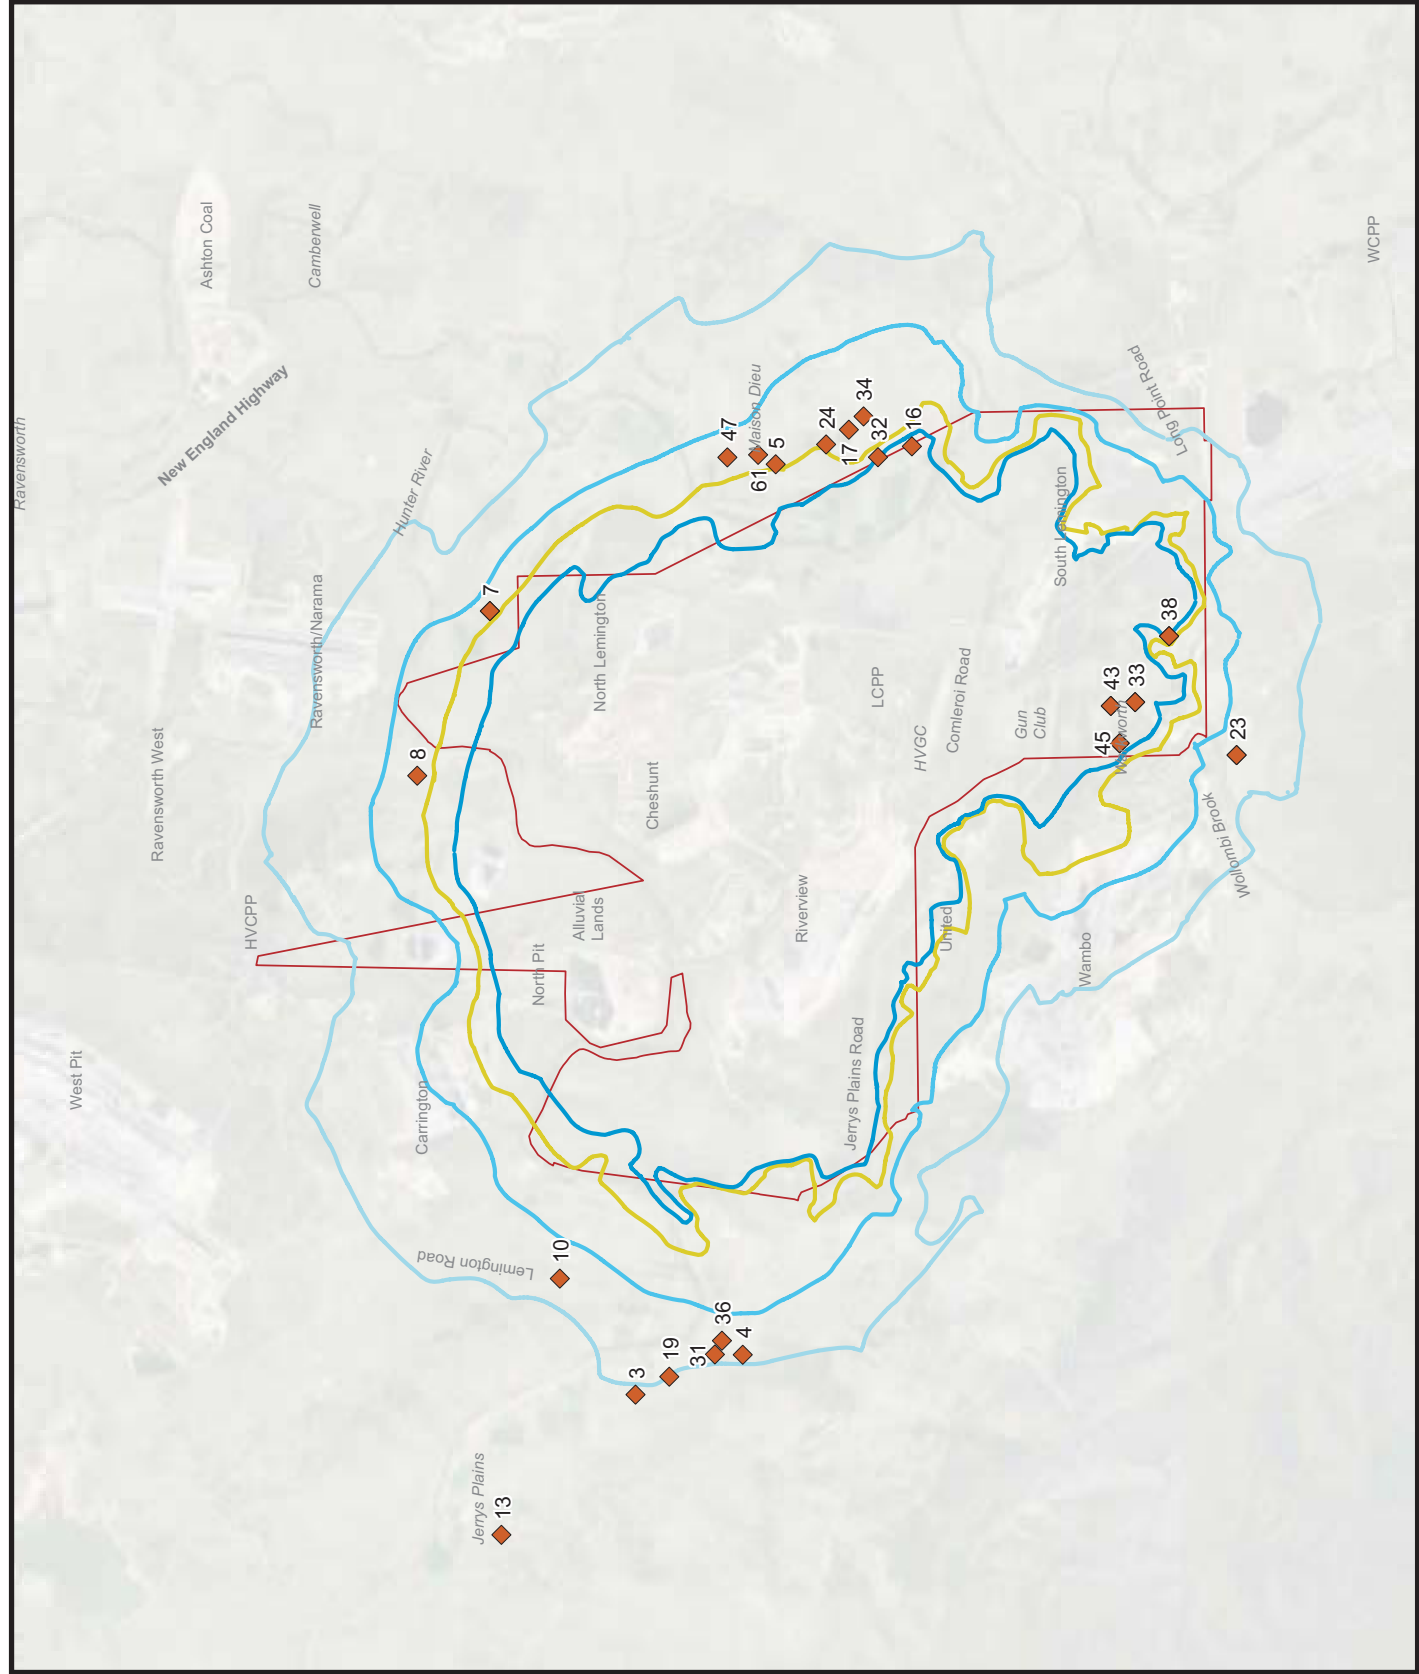 Ravensworth
New England Highway
Ashton Coal
Camberwell
Hunter River
Ravensworth/Narama
Ravensworth West
HVCPP
West Pit
Carrington
Lemington Road
Jerrys Plains
13
10
3
19
31
36
4
8
7
North Lemington
Cheshunt
Alluvial
Lands
North Pit
Riverview
Jerrys Plains Road
47
Maison Dieu
61
5
24
17
34
32
16
LCPP
HVGC
Comleroi Road
Gun
Club
South Lemington
Long Point Road
WCPP
38
43
33
45
Warkworth
23
Wollombi Brook
United
Wambo